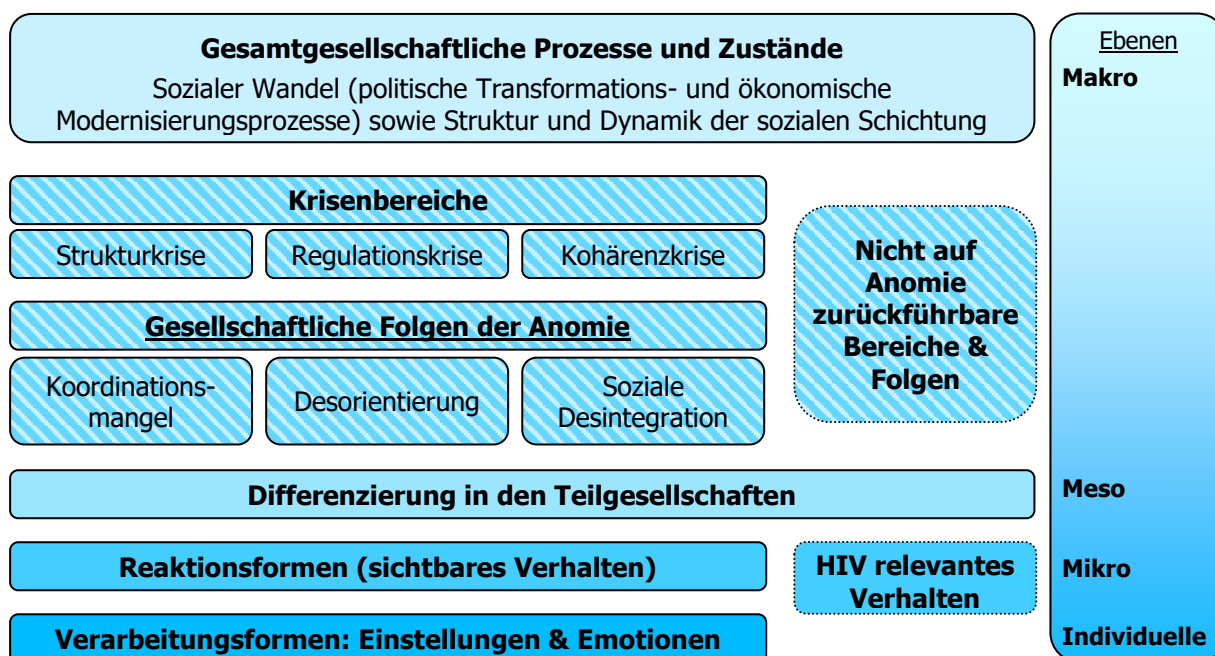 Gesamtgesellschaftliche Prozesse und Zustände
Sozialer Wandel (politische Transformations- und ökonomische
Modernisierungsprozesse) sowie Struktur und Dynamik der sozialen Schichtung
Krisenbereiche
Strukturkrise
Regulationskrise
Kohärenzkrise
Gesellschaftliche Folgen der Anomie
Koordinations-
mangel
Desorientierung
Soziale
Desintegration
Nicht auf
Anomie
zurückführbare
Bereiche &
Folgen
Differenzierung in den Teilgesellschaften
Reaktionsformen (sichtbares Verhalten)
HIV relevantes
Verhalten
Verarbeitungsformen: Einstellungen & Emotionen
Ebenen
Makro
Meso
Mikro
Individuelle